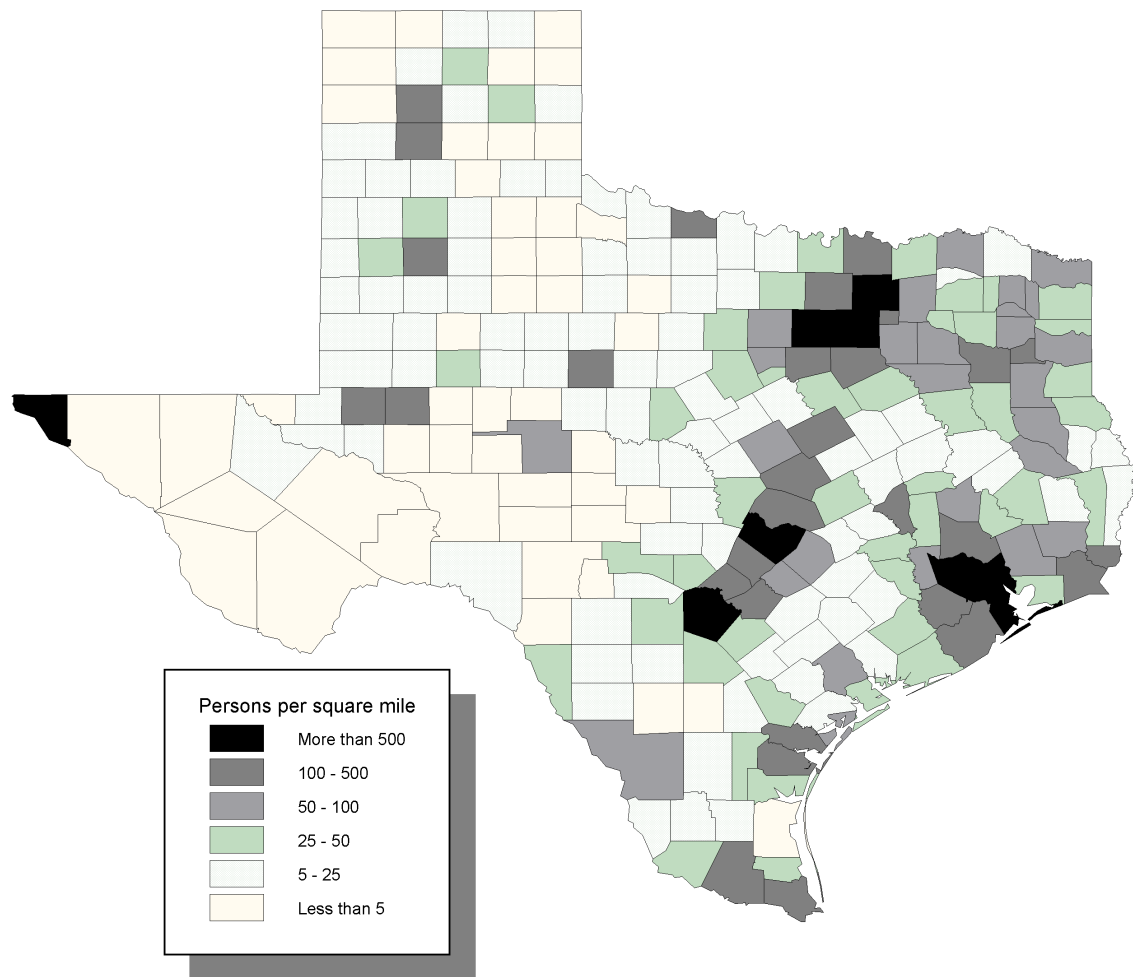 Persons per square mile
More than 500
100 - 500
50 - 100
25 - 50
5 - 25
Less than 5